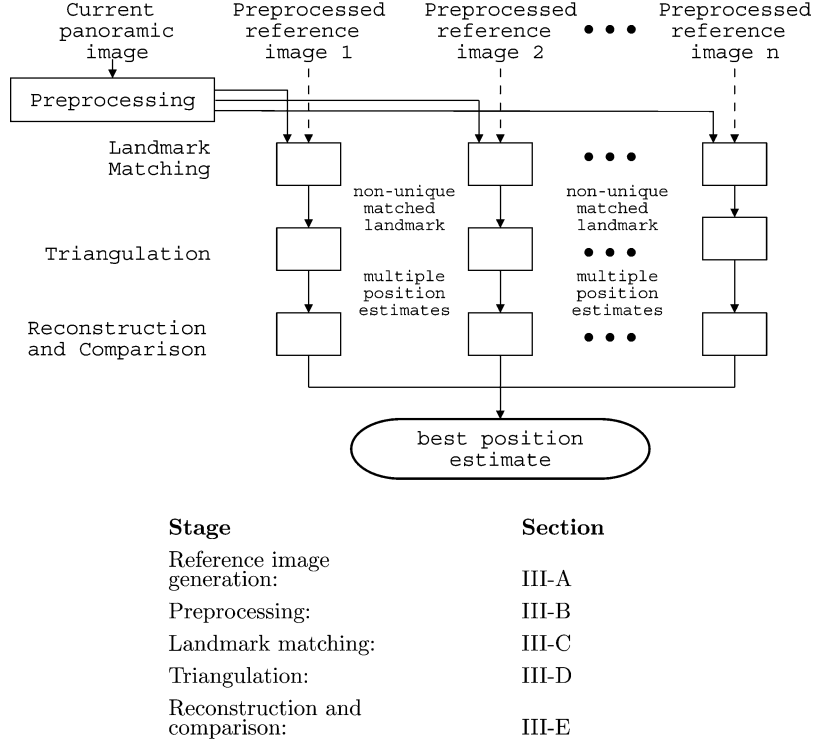 Current
panoramic
image
Preprocessed
reference
image 1
Preprocessed
reference
image 2
Preprocessed
reference
image n
Preprocessing
Landmark
Matching
non-unique
matched
landmark
non-unique
matched
landmark
Triangulation
multiple
position
estimates
multiple
position
estimates
Reconstruction
and Comparison
best position
estimate
Stage Section
Reference image
generation: III-A
Preprocessing: III-B
Landmark matching: III-C
Triangulation: III-D
Reconstruction and
comparison: III-E